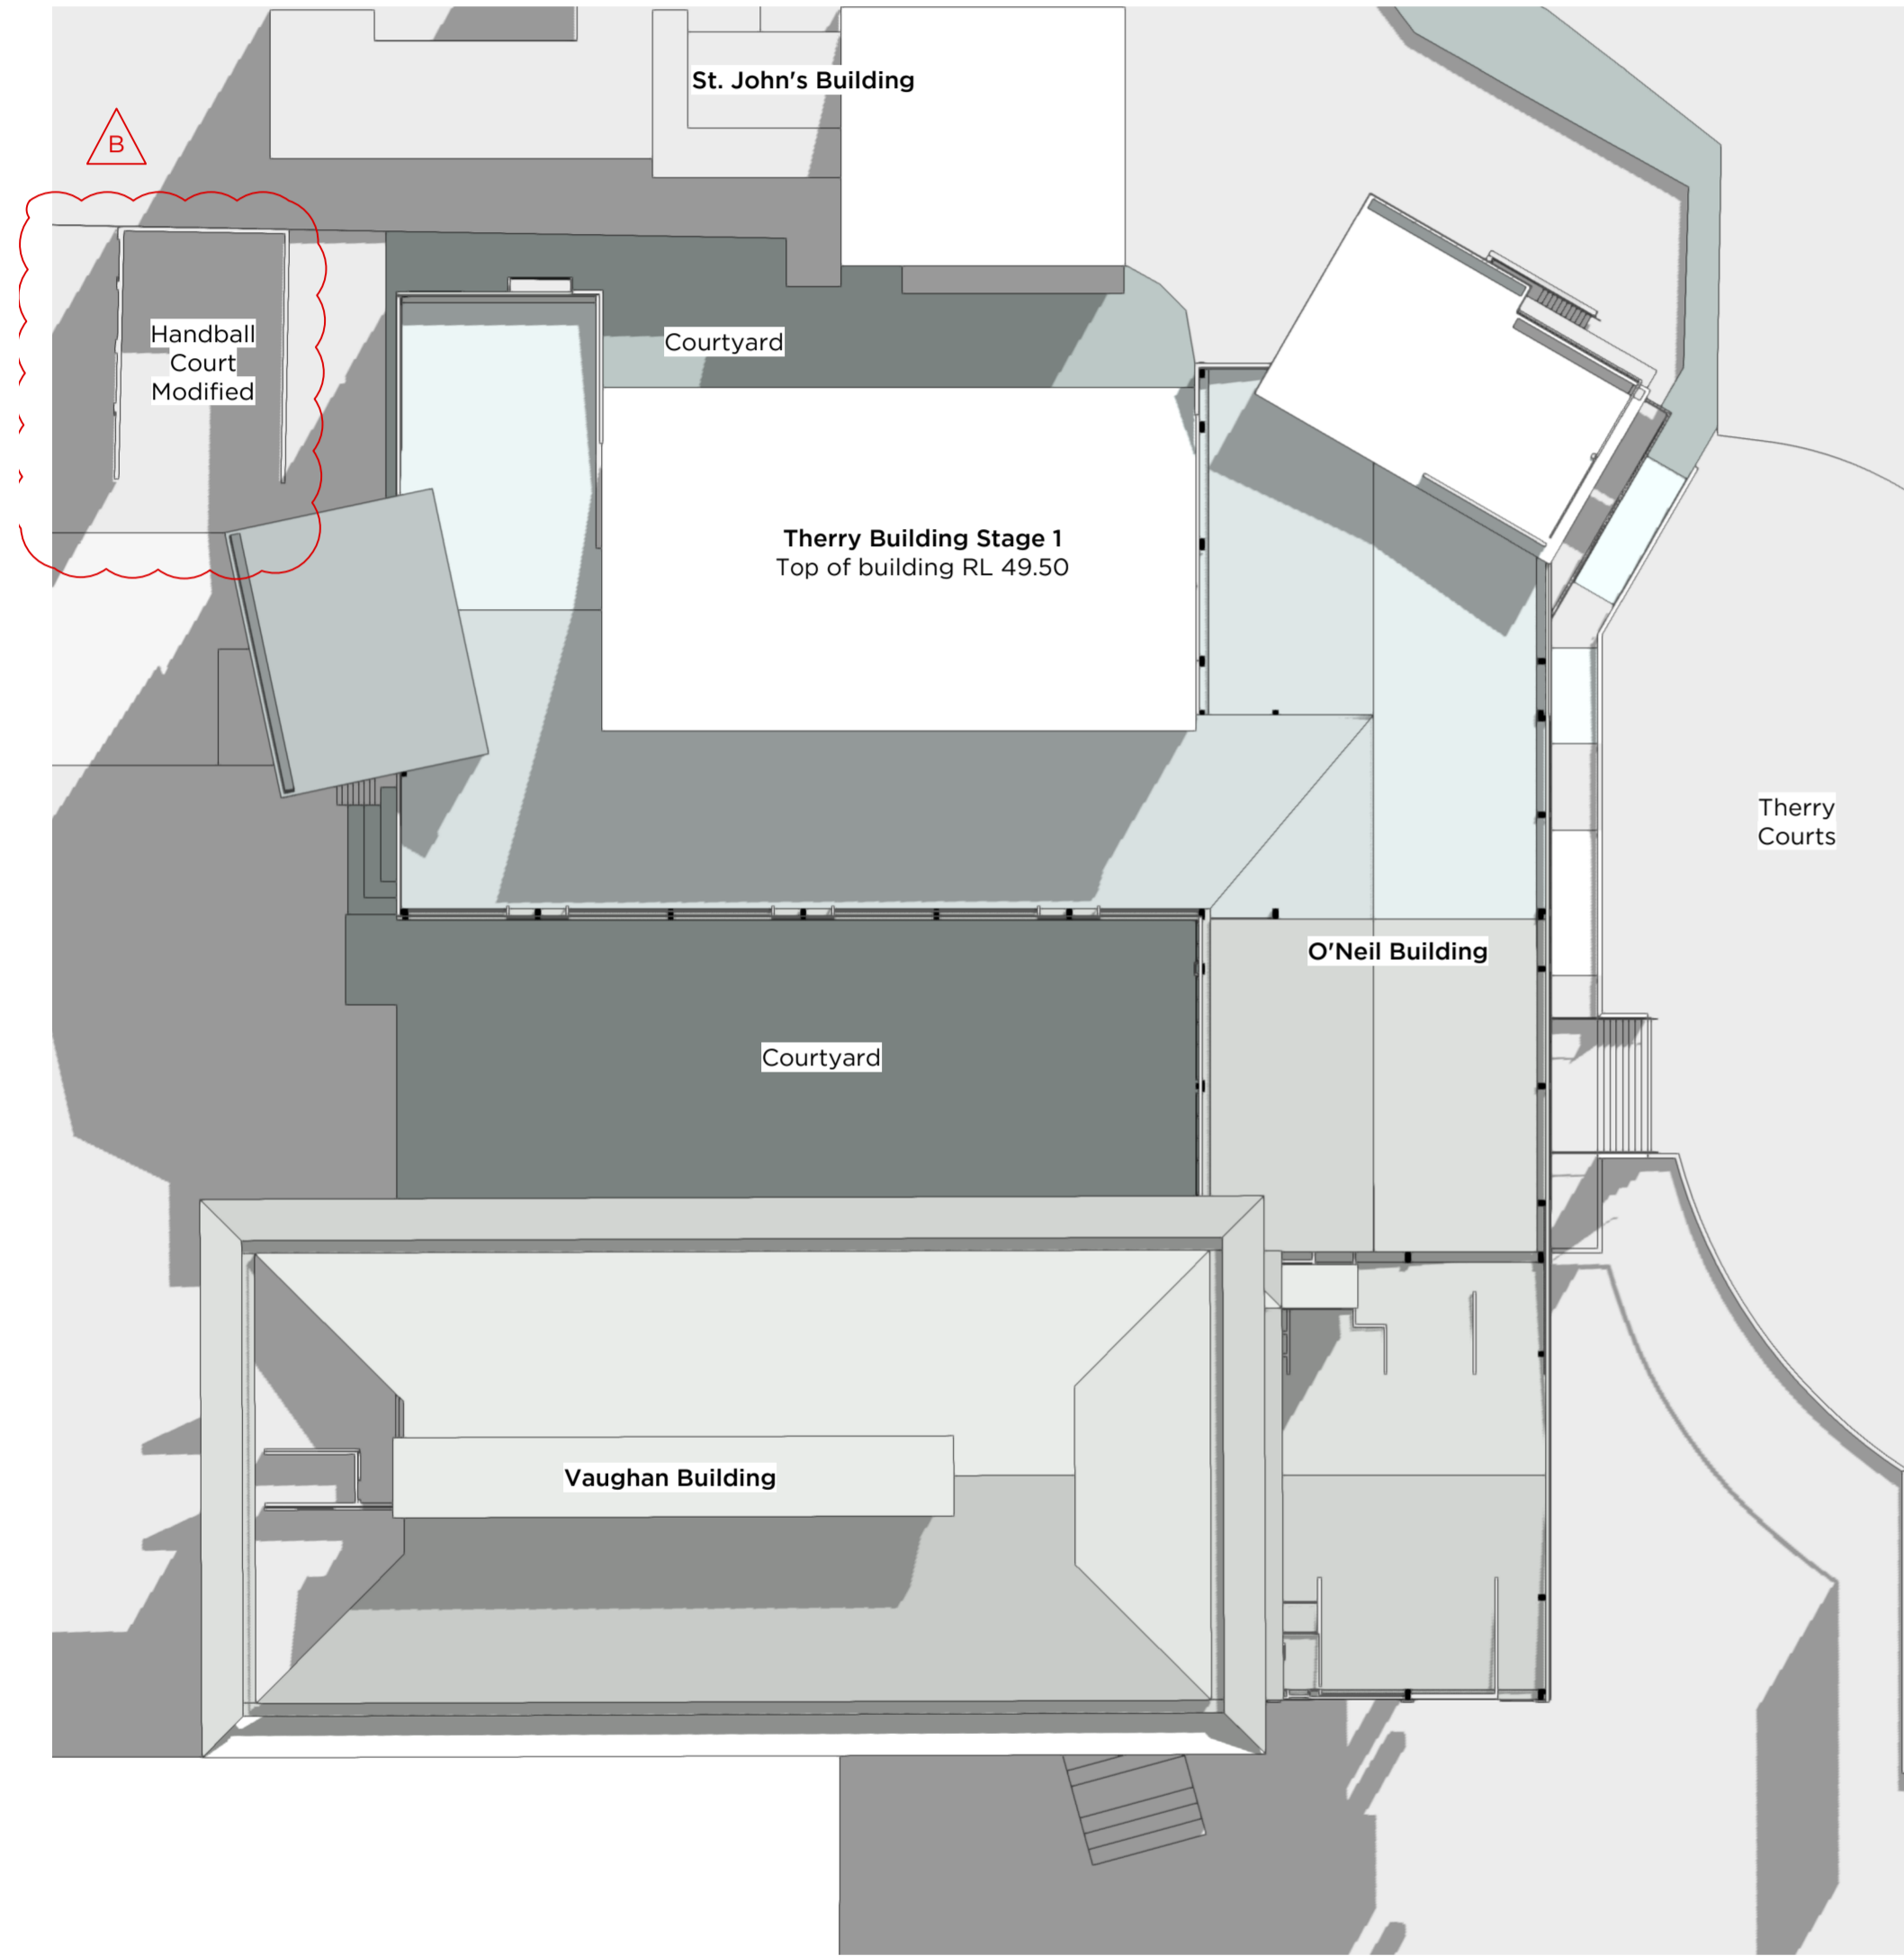 St. John's Building
B
Handball
Court
Modified
Courtyard
Therry Building Stage 1
Top of building RL 49.50
Therry
Courts
O'Neil Building
Courtyard
Vaughan Building